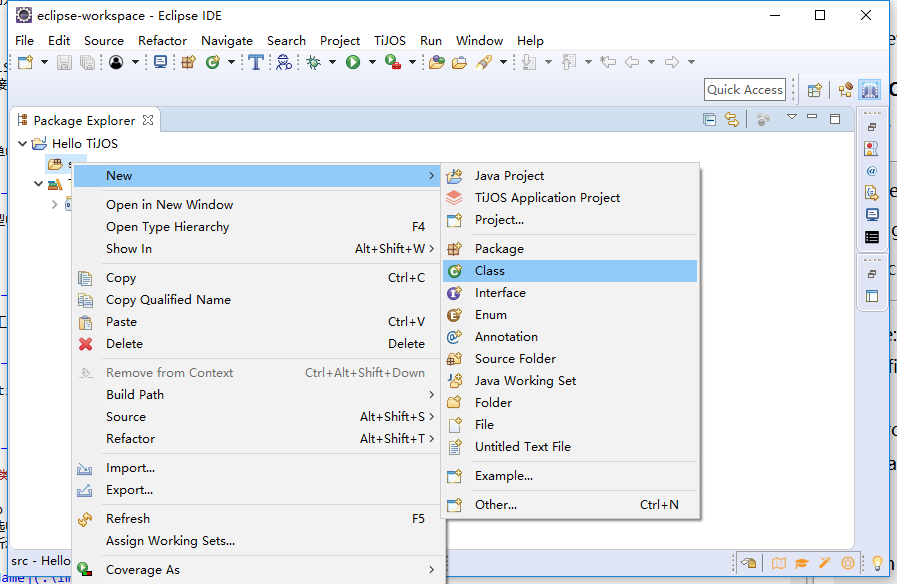 eclipse-workspace - Eclipse IDE
File Edit Source Refactor Navigate Search Project TiJOS Run Window Help
Quick Access
Package Explorer
Hello TiJOS
New
Open in New Window
Open Type Hierarchy F4
Show In Alt+Shift+W
Copy Ctrl+C
Copy Qualified Name
Paste Ctrl+V
Delete Delete
Remove from Context Ctrl+Alt+Shift+Down
Build Path
Source Alt+Shift+S
Refactor Alt+Shift+T
Import...
Export...
Refresh F5
Assign Working Sets...
Coverage As
Java Project
TiJOS Application Project
Project...
Package
Class
Interface
Enum
Annotation
Source Folder
Java Working Set
Folder
File
Untitled Text File
Example...
Other... Ctrl+N
src - Hello